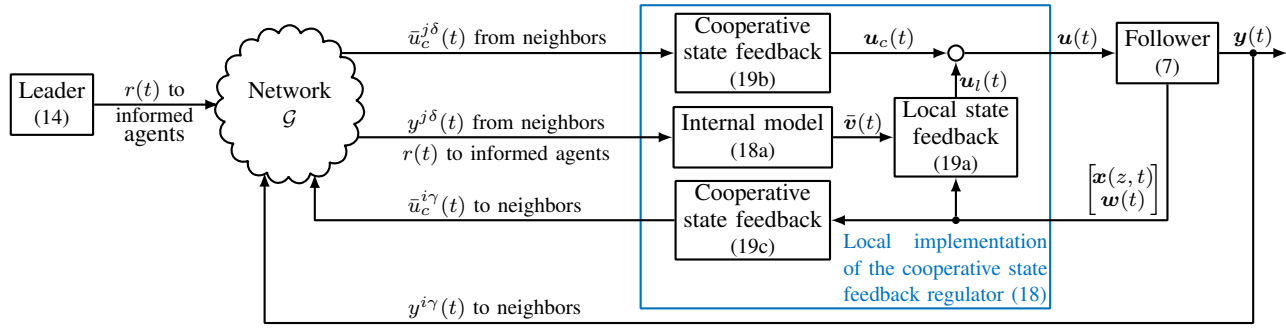 Leader
(14)
r(t) to
informed
agents
Network
𝒢
ū_c^{jδ}(t) from neighbors
Cooperative
state feedback
(19b)
u_c(t)
u(t)
Follower
(7)
y(t)
u_l(t)
y^{jδ}(t) from neighbors
r(t) to informed agents
Internal model
(18a)
v̄(t)
Local state
feedback
(19a)
ū_c^{iγ}(t) to neighbors
Cooperative
state feedback
(19c)
[x(z, t)
w(t)]
Local implementation
of the cooperative state
feedback regulator (18)
y^{iγ}(t) to neighbors